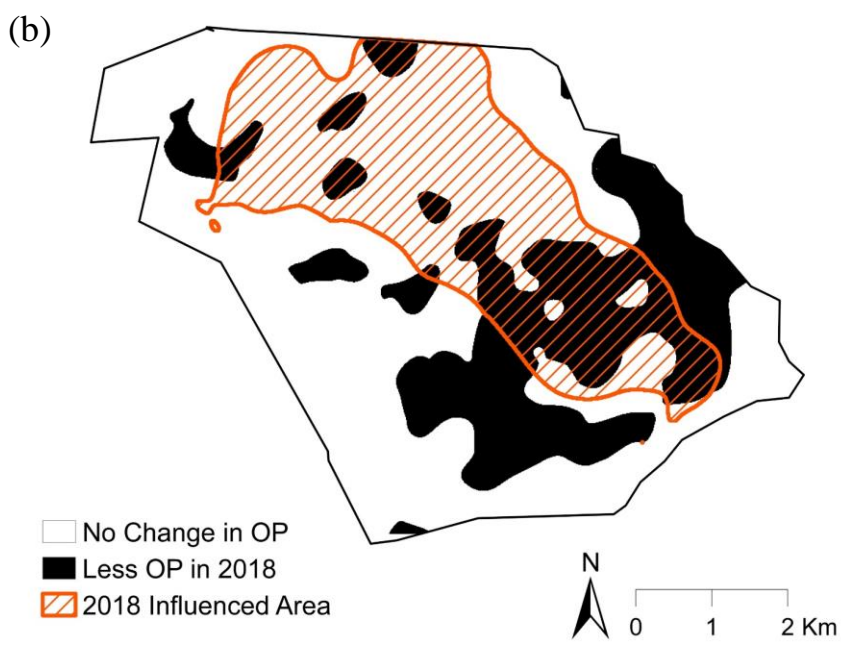 (b)
No Change in OP
Less OP in 2018
2018 Influenced Area
N
0 1 2 Km